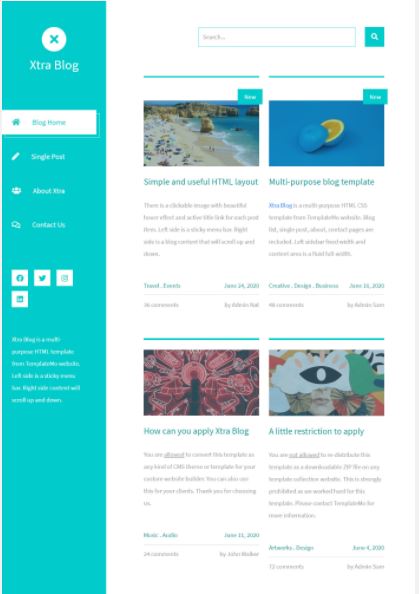 Xtra Blog
Blog Home
Single Post
About Xtra
Contact Us
Xtra Blog is a multi-
purpose HTML template
from TemplateMo website.
Left side is a sticky menu
bar. Right side content will
scroll up and down.
Search...
New
Simple and useful HTML layout
There is a clickable image with beautiful
hover effect and active title link for each post
item. Left side is a sticky menu bar. Right
side is a blog content that will scroll up and
down.
Travel . Events June 24, 2020
36 comments by Admin Nat
New
Multi-purpose blog template
Xtra Blog is a multi-purpose HTML CSS
template from TemplateMo website. Blog
list, single post, about, contact pages are
included. Left sidebar fixed width and
content area is a fluid full-width.
Creative . Design . Business June 16, 2020
48 comments by Admin Sam
How can you apply Xtra Blog
You are allowed to convert this template as
any kind of CMS theme or template for your
custom website builder. You can also use
this for your clients. Thank you for choosing
us.
Music . Audio June 11, 2020
24 comments by John Walker
A little restriction to apply
You are not allowed to re-distribute this
template as a downloadable ZIP file on any
template collection website. This is strongly
prohibited as we worked hard for this
template. Please contact TemplateMo for
more information.
Artworks . Design June 4, 2020
72 comments by Admin Sam